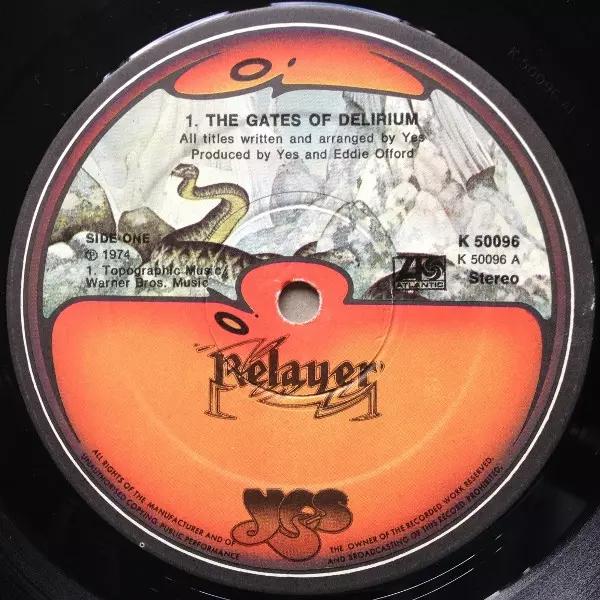 1. THE GATES OF DELIRIUM
All titles written and arranged by Yes
Produced by Yes and Eddie Offord
SIDE ONE
℗ 1974
1. Topographic Music/
Warner Bros. Music
K 50096
K 50096 A
Stereo
ATLANTIC
Relayer
yes
ALL RIGHTS OF THE MANUFACTURER AND OF THE OWNER OF THE RECORDED WORK RESERVED.
UNAUTHORISED COPYING, PUBLIC PERFORMANCE AND BROADCASTING OF THIS RECORD PROHIBITED.